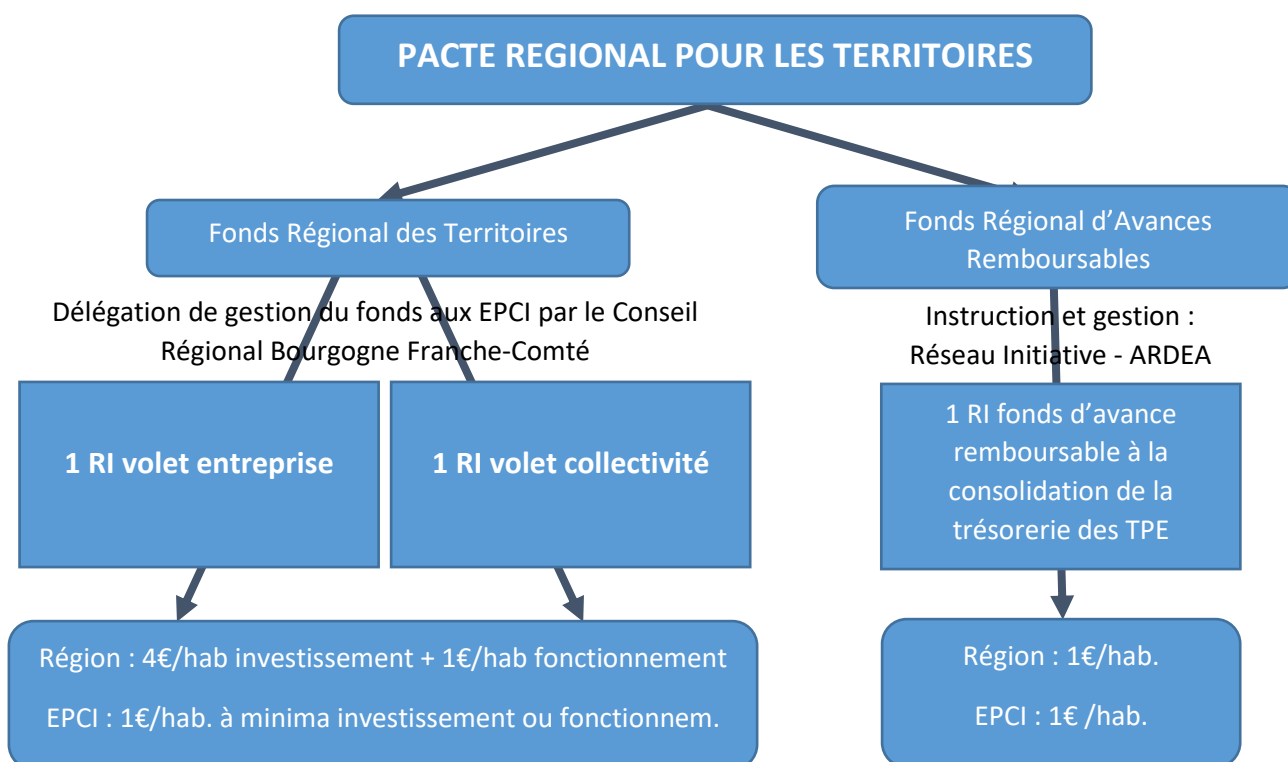 PACTE REGIONAL POUR LES TERRITOIRES
Fonds Régional des Territoires
Délégation de gestion du fonds aux EPCI par le Conseil
Régional Bourgogne Franche-Comté
1 RI volet entreprise
1 RI volet collectivité
Région : 4€/hab investissement + 1€/hab fonctionnement
EPCI : 1€/hab. à minima investissement ou fonctionnem.
Fonds Régional d’Avances
Remboursables
Instruction et gestion :
Réseau Initiative - ARDEA
1 RI fonds d’avance
remboursable à la
consolidation de la
trésorerie des TPE
Région : 1€/hab.
EPCI : 1€ /hab.